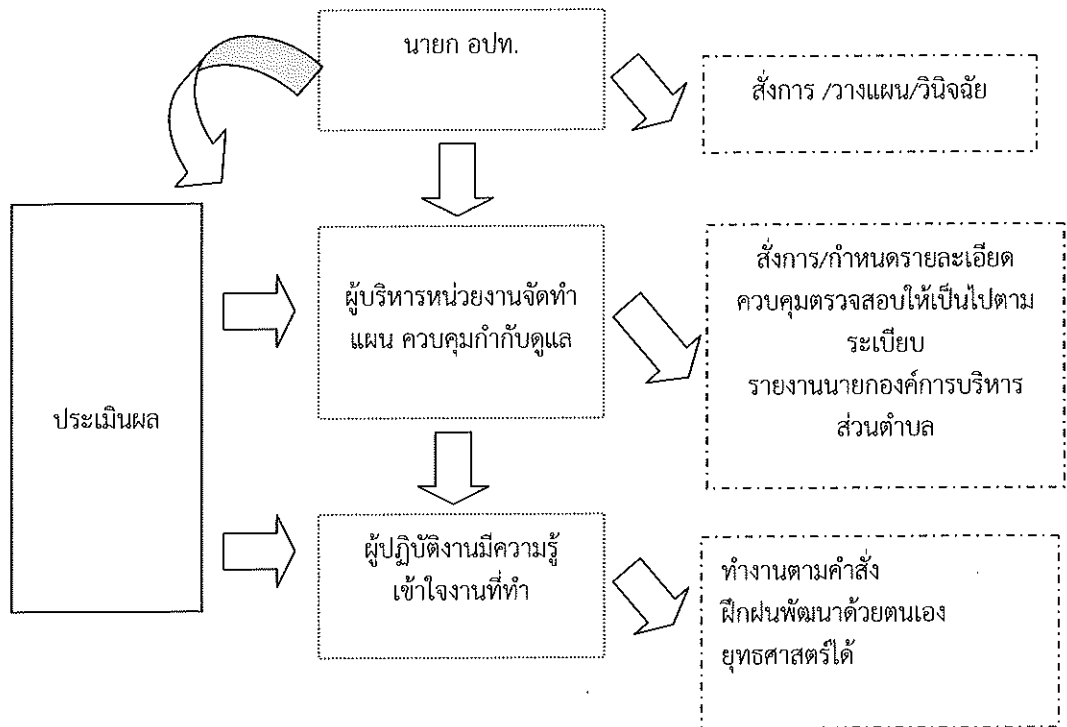 นายก อปท.
สั่งการ /วางแผน/วินิจฉัย
ผู้บริหารหน่วยงานจัดทำ
แผน ควบคุมกำกับดูแล
สั่งการ/กำหนดรายละเอียด
ควบคุมตรวจสอบให้เป็นไปตาม
ระเบียบ
รายงานนายกองค์การบริหาร
ส่วนตำบล
ประเมินผล
ผู้ปฏิบัติงานมีความรู้
เข้าใจงานที่ทำ
ทำงานตามคำสั่ง
ฝึกฝนพัฒนาด้วยตนเอง
ยุทธศาสตร์ได้